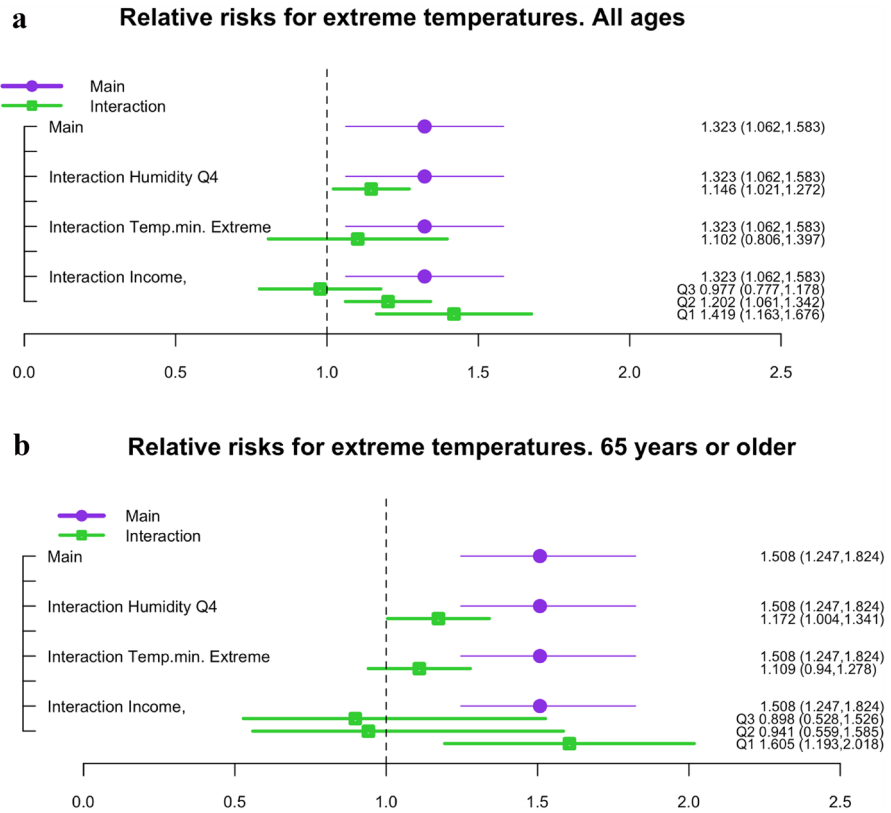 a
Relative risks for extreme temperatures. All ages
Main
Interaction
Main 1.323 (1.062,1.583)
Interaction Humidity Q4 1.323 (1.062,1.583)
1.146 (1.021,1.272)
Interaction Temp.min. Extreme 1.323 (1.062,1.583)
1.102 (0.806,1.397)
Interaction Income, 1.323 (1.062,1.583)
Q3 0.977 (0.777,1.178)
Q2 1.202 (1.061,1.342)
Q1 1.419 (1.163,1.676)
0.0 0.5 1.0 1.5 2.0 2.5
b
Relative risks for extreme temperatures. 65 years or older
Main
Interaction
Main 1.508 (1.247,1.824)
Interaction Humidity Q4 1.508 (1.247,1.824)
1.172 (1.004,1.341)
Interaction Temp.min. Extreme 1.508 (1.247,1.824)
1.109 (0.94,1.278)
Interaction Income, 1.508 (1.247,1.824)
Q3 0.898 (0.528,1.526)
Q2 0.941 (0.559,1.585)
Q1 1.605 (1.193,2.018)
0.0 0.5 1.0 1.5 2.0 2.5